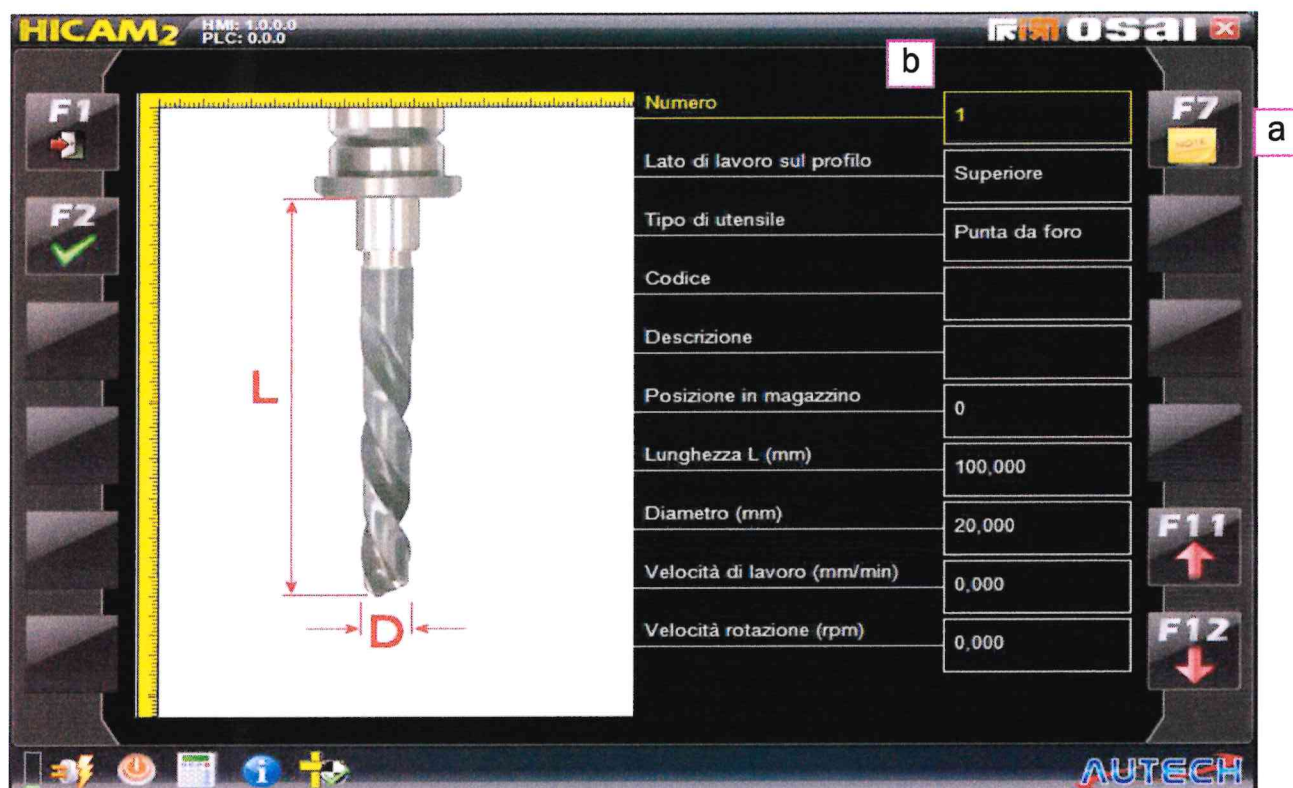 HICAM2 HMI: 1.0.0.0
PLC: 0.0.0
osai
b
a
F1
F2
L
D
Numero 1
Lato di lavoro sul profilo Superiore
Tipo di utensile Punta da foro
Codice
Descrizione
Posizione in magazzino 0
Lunghezza L (mm) 100,000
Diametro (mm) 20,000
Velocità di lavoro (mm/min) 0,000
Velocità rotazione (rpm) 0,000
F7
NOTE
F11
F12
AUTECH